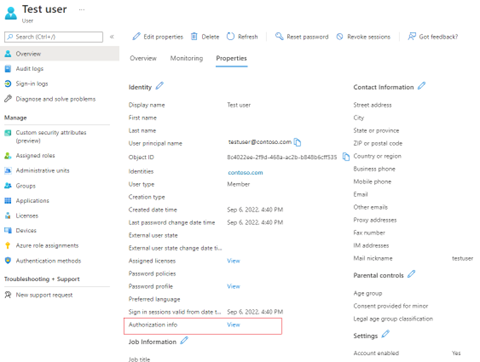 Test user ...
User
Search (Ctrl+/)
Edit properties Delete Refresh Reset password Revoke sessions Got feedback?
Overview
Audit logs
Sign-in logs
Diagnose and solve problems
Manage
Custom security attributes
(preview)
Assigned roles
Administrative units
Groups
Applications
Licenses
Devices
Azure role assignments
Authentication methods
Troubleshooting + Support
New support request
Overview Monitoring Properties
Identity
Display name Test user
First name
Last name
User principal name testuser@contoso.com
Object ID
Identities contoso.com
User type Member
Creation type
Created date time Sep 6, 2022, 4:40 PM
Last password change date time Sep 6, 2022, 4:40 PM
External user state
External user state change date ti...
Assigned licenses View
Password policies
Password profile View
Preferred language
Sign in sessions valid from date t... Sep 6, 2022, 4:40 PM
Authorization info View
Job Information
Job title
Contact Information
Street address
City
State or province
ZIP or postal code
Country or region
Business phone
Mobile phone
Email
Other emails
Proxy addresses
Fax number
IM addresses
Mail nickname testuser
Parental controls
Age group
Consent provided for minor
Legal age group classification
Settings
Account enabled Yes